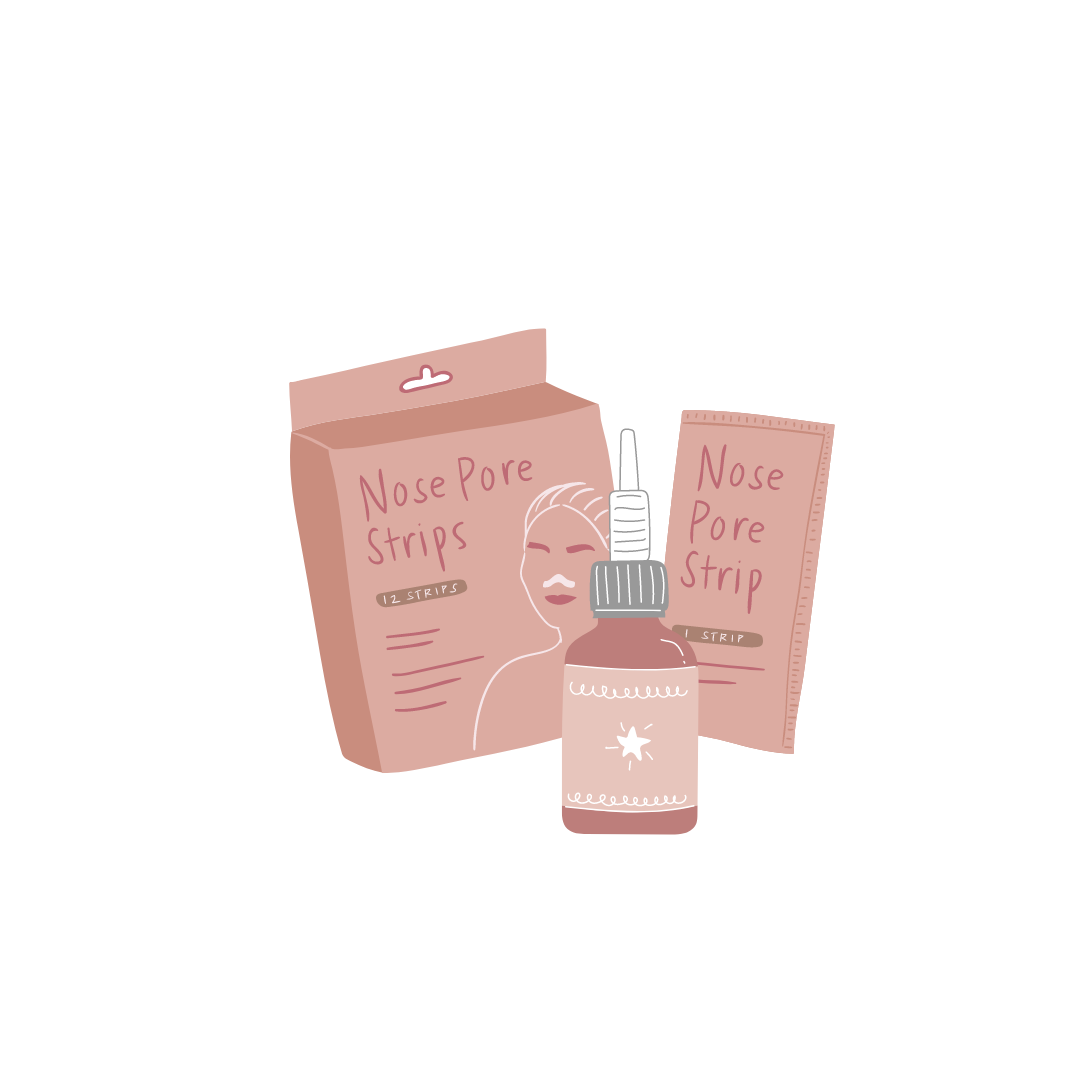 Nose Pore
Strips
12 STRIPS
Nose
Pore
Strip
1 STRIP